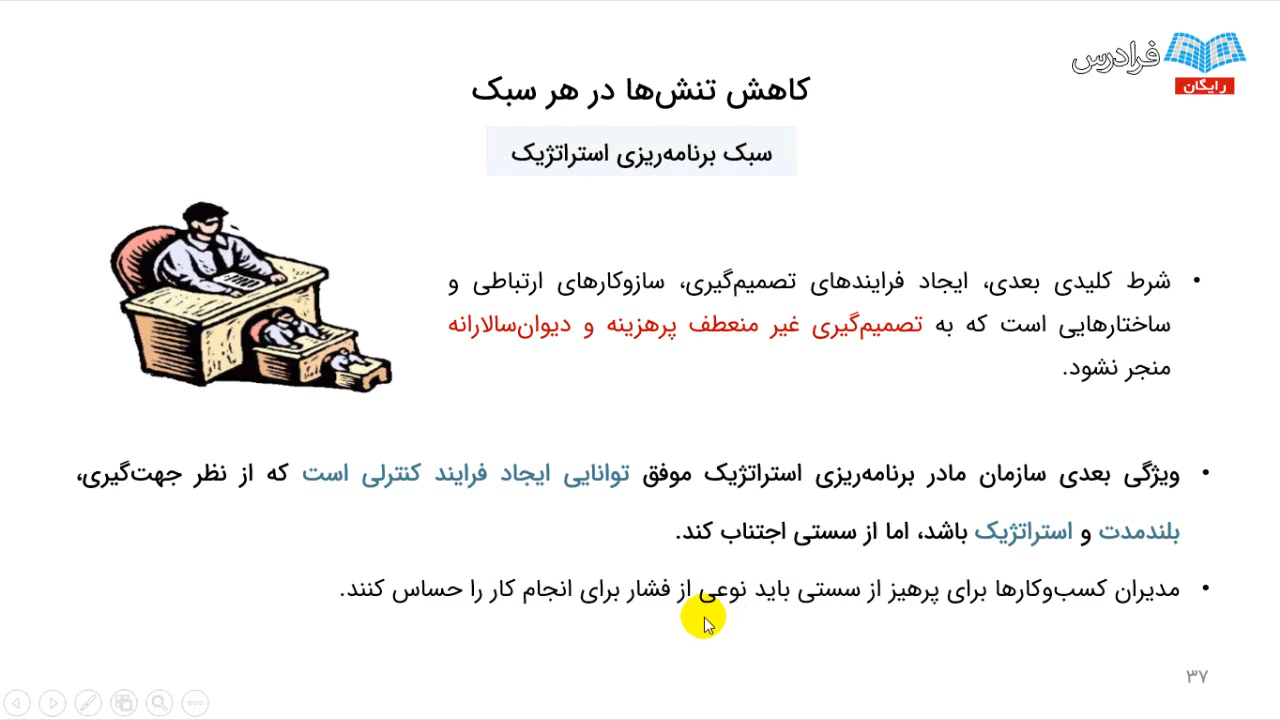 فرادرس
رایگان
کاهش تنش‌ها در هر سبک
سبک برنامه‌ریزی استراتژیک
• شرط کلیدی بعدی، ایجاد فرایندهای تصمیم‌گیری، سازوکارهای ارتباطی و
ساختارهایی است که به تصمیم‌گیری غیر منعطف پرهزینه و دیوان‌سالارانه
منجر نشود.
• ویژگی بعدی سازمان مادر برنامه‌ریزی استراتژیک موفق توانایی ایجاد فرایند کنترلی است که از نظر جهت‌گیری،
بلندمدت و استراتژیک باشد، اما از سستی اجتناب کند.
• مدیران کسب‌وکارها برای پرهیز از سستی باید نوعی از فشار برای انجام کار را حساس کنند.
۳۷